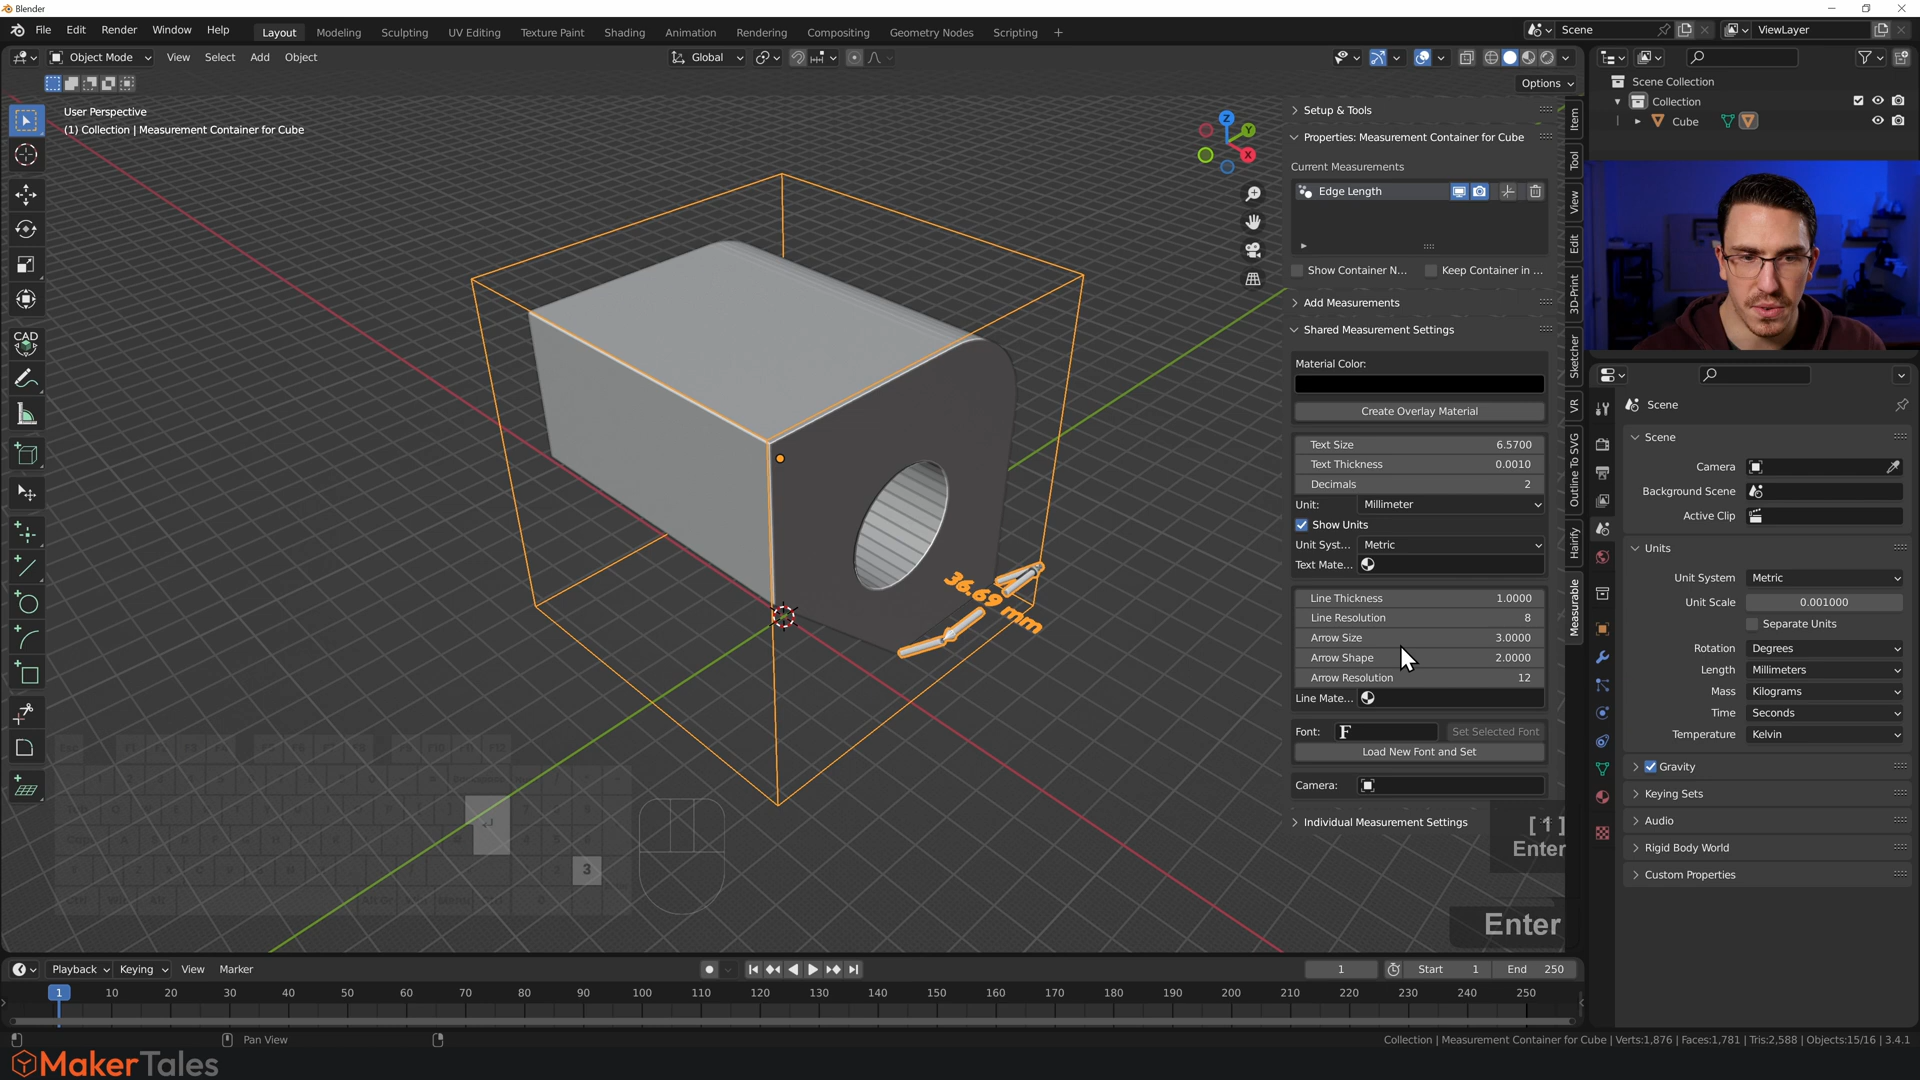 Blender
File Edit Render Window Help
Layout Modeling Sculpting UV Editing Texture Paint Shading Animation Rendering Compositing Geometry Nodes Scripting +
Scene
ViewLayer
Object Mode View Select Add Object
Global
Options
User Perspective
(1) Collection | Measurement Container for Cube
Z
Y
X
CAD
36.69 mm
Setup & Tools
Properties: Measurement Container for Cube
Current Measurements
Edge Length
Show Container N... Keep Container in ...
Add Measurements
Shared Measurement Settings
Material Color:
Create Overlay Material
Text Size 6.5700
Text Thickness 0.0010
Decimals 2
Unit: Millimeter
Show Units
Unit Syst... Metric
Text Mate...
Line Thickness 1.0000
Line Resolution 8
Arrow Size 3.0000
Arrow Shape 2.0000
Arrow Resolution 12
Line Mate...
Font: F Set Selected Font
Load New Font and Set
Camera:
Individual Measurement Settings
Item
Tool
View
Edit
3D-Print
Sketcher
VR
Outline To SVG
Hairify
Measurable
3
[ 1 ]
Enter
Enter
Scene Collection
Collection
Cube
Scene
Scene
Camera
Background Scene
Active Clip
Units
Unit System Metric
Unit Scale 0.001000
Separate Units
Rotation Degrees
Length Millimeters
Mass Kilograms
Time Seconds
Temperature Kelvin
Gravity
Keying Sets
Audio
Rigid Body World
Custom Properties
Playback Keying View Marker
1 Start 1 End 250
1 10 20 30 40 50 60 70 80 90 100 110 120 130 140 150 160 170 180 190 200 210 220 230 240 250
Pan View
Collection | Measurement Container for Cube | Verts:1,876 | Faces:1,781 | Tris:2,588 | Objects:15/16 | 3.4.1
MakerTales